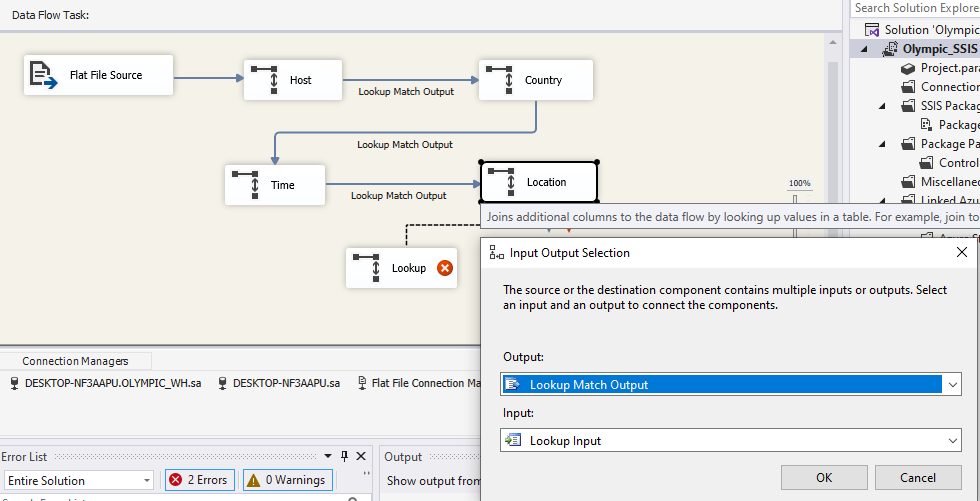 Data Flow Task:
Search Solution Explorer
Solution 'Olympic
Olympic_SSIS
Flat File Source
Host
Country
Project.para
Lookup Match Output
Connection
SSIS Packag
Packag
Lookup Match Output
Package Pa
Control
Time
Location
100%
Miscellane
Lookup Match Output
Linked Azu
Joins additional columns to the data flow by looking up values in a table. For example, join to
Lookup
Input Output Selection
The source or the destination component contains multiple inputs or outputs. Select
an input and an output to connect the components.
Output:
Lookup Match Output
Input:
Lookup Input
OK
Cancel
Connection Managers
DESKTOP-NF3AAPU.OLYMPIC_WH.sa
DESKTOP-NF3AAPU.sa
Flat File Connection Ma
Error List
Output
Entire Solution
2 Errors
0 Warnings
Show output from